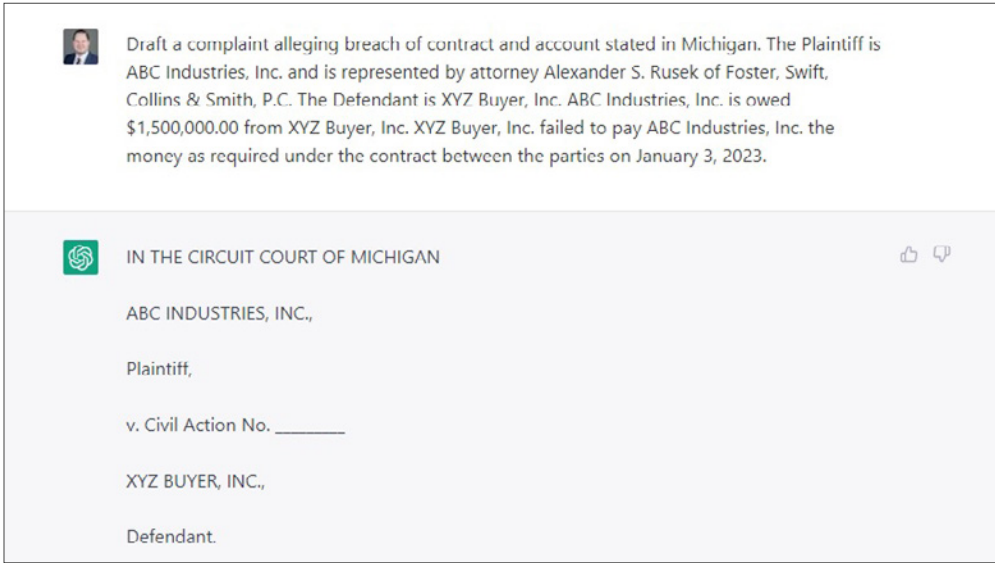 Draft a complaint alleging breach of contract and account stated in Michigan. The Plaintiff is
ABC Industries, Inc. and is represented by attorney Alexander S. Rusek of Foster, Swift,
Collins & Smith, P.C. The Defendant is XYZ Buyer, Inc. ABC Industries, Inc. is owed
$1,500,000.00 from XYZ Buyer, Inc. XYZ Buyer, Inc. failed to pay ABC Industries, Inc. the
money as required under the contract between the parties on January 3, 2023.
IN THE CIRCUIT COURT OF MICHIGAN
ABC INDUSTRIES, INC.,
Plaintiff,
v. Civil Action No. _________
XYZ BUYER, INC.,
Defendant.